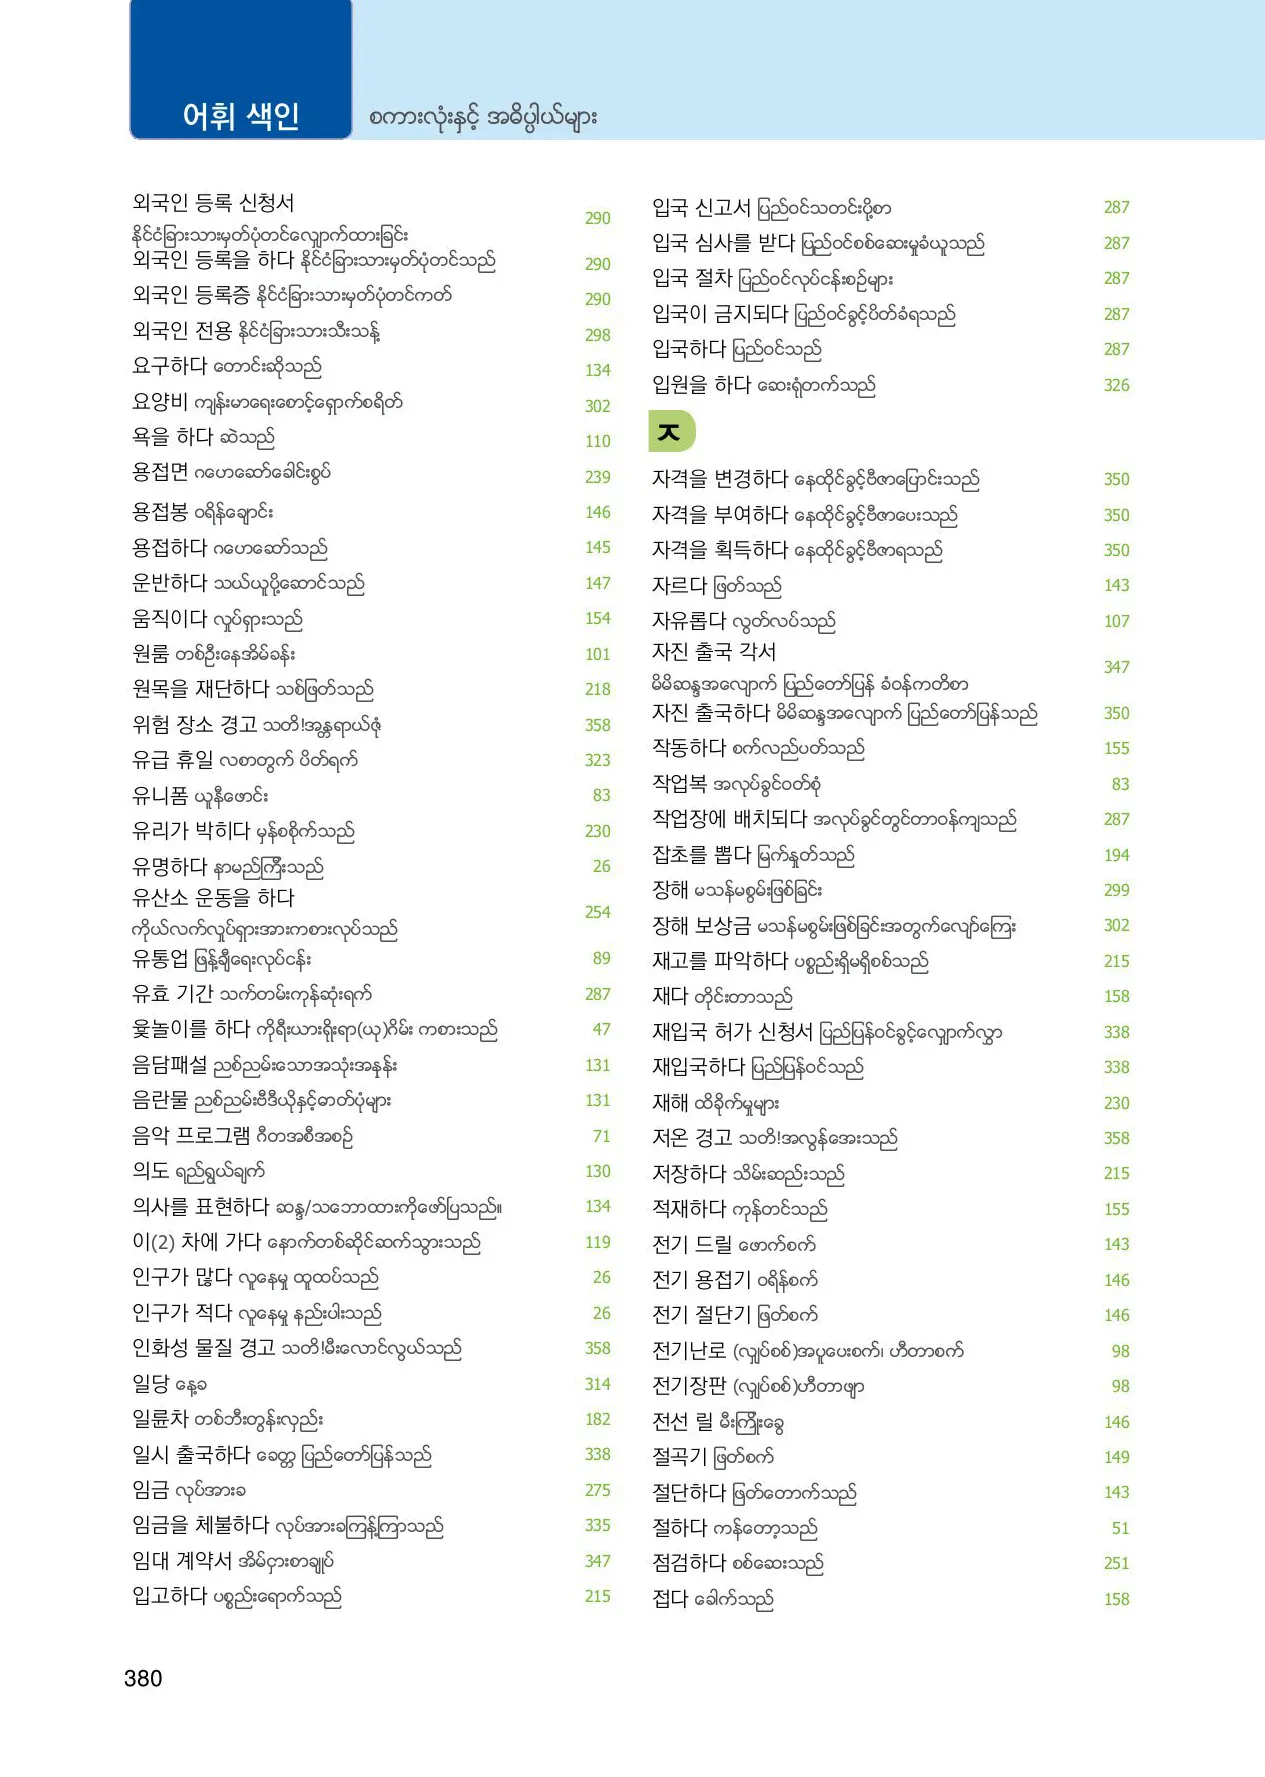 어휘 색인 စကားလုံးနှင့် အဓိပ္ပါယ်များ
외국인 등록 신청서
နိုင်ငံခြားသားမှတ်ပုံတင်လျှောက်ထားခြင်း 290
외국인 등록을 하다 နိုင်ငံခြားသားမှတ်ပုံတင်သည် 290
외국인 등록증 နိုင်ငံခြားသားမှတ်ပုံတင်ကတ် 290
외국인 전용 နိုင်ငံခြားသားသီးသန့် 298
요구하다 တောင်းဆိုသည် 134
요양비 ကျန်းမာရေးစောင့်ရှောက်စရိတ် 302
욕을 하다 ဆဲသည် 110
용접면 ဂဟေဆော်ခေါင်းစွပ် 239
용접봉 ဝရိန်ချောင်း 146
용접하다 ဂဟေဆော်သည် 145
운반하다 သယ်ယူပို့ဆောင်သည် 147
움직이다 လှုပ်ရှားသည် 154
원룸 တစ်ဦးနေအိမ်ခန်း 101
원목을 재단하다 သစ်ဖြတ်သည် 218
위험 장소 경고 သတိ!အန္တရာယ်ဇုံ 358
유급 휴일 လစာတွက် ပိတ်ရက် 323
유니폼 ယူနီဖောင်း 83
유리가 박히다 မှန်စစိုက်သည် 230
유명하다 နာမည်ကြီးသည် 26
유산소 운동을 하다
ကိုယ်လက်လှုပ်ရှားအားကစားလုပ်သည် 254
유통업 ဖြန့်ချီရေးလုပ်ငန်း 89
유효 기간 သက်တမ်းကုန်ဆုံးရက် 287
윷놀이를 하다 ကိုရီးယားရိုးရာ(ယု)ဂိမ်း ကစားသည် 47
음담패설 ညစ်ညမ်းသောအသုံးအနှုန်း 131
음란물 ညစ်ညမ်းဗီဒီယိုနှင့်ဓာတ်ပုံများ 131
음악 프로그램 ဂီတအစီအစဉ် 71
의도 ရည်ရွယ်ချက် 130
의사를 표현하다 ဆန္ဒ/သဘောထားကိုဖော်ပြသည်။ 134
이(2) 차에 가다 နောက်တစ်ဆိုင်ဆက်သွားသည် 119
인구가 많다 လူနေမှု ထူထပ်သည် 26
인구가 적다 လူနေမှု နည်းပါးသည် 26
인화성 물질 경고 သတိ!မီးလောင်လွယ်သည် 358
일당 နေ့ခ 314
일륜차 တစ်ဘီးတွန်းလှည်း 182
일시 출국하다 ခေတ္တ ပြည်တော်ပြန်သည် 338
임금 လုပ်အားခ 275
임금을 체불하다 လုပ်အားခကြန့်ကြာသည် 335
임대 계약서 အိမ်ငှားစာချုပ် 347
입고하다 ပစ္စည်းရောက်သည် 215
입국 신고서 ပြည်ဝင်သတင်းပို့စာ 287
입국 심사를 받다 ပြည်ဝင်စစ်ဆေးမှုခံယူသည် 287
입국 절차 ပြည်ဝင်လုပ်ငန်းစဉ်များ 287
입국이 금지되다 ပြည်ဝင်ခွင့်ပိတ်ခံရသည် 287
입국하다 ပြည်ဝင်သည် 287
입원을 하다 ဆေးရုံတက်သည် 326
ㅈ
자격을 변경하다 နေထိုင်ခွင့်ဗီဇာပြောင်းသည် 350
자격을 부여하다 နေထိုင်ခွင့်ဗီဇာပေးသည် 350
자격을 획득하다 နေထိုင်ခွင့်ဗီဇာရသည် 350
자르다 ဖြတ်သည် 143
자유롭다 လွတ်လပ်သည် 107
자진 출국 각서
မိမိဆန္ဒအလျောက် ပြည်တော်ပြန် ခံဝန်ကတိစာ 347
자진 출국하다 မိမိဆန္ဒအလျောက် ပြည်တော်ပြန်သည် 350
작동하다 စက်လည်ပတ်သည် 155
작업복 အလုပ်ခွင်ဝတ်စုံ 83
작업장에 배치되다 အလုပ်ခွင်တွင်တာဝန်ကျသည် 287
잡초를 뽑다 မြက်နှုတ်သည် 194
장해 မသန်မစွမ်းဖြစ်ခြင်း 299
장해 보상금 မသန်မစွမ်းဖြစ်ခြင်းအတွက်လျော်ကြေး 302
재고를 파악하다 ပစ္စည်းရှိမရှိစစ်သည် 215
재다 တိုင်းတာသည် 158
재입국 허가 신청서 ပြည်ပြန်ဝင်ခွင့်လျှောက်လွှာ 338
재입국하다 ပြည်ပြန်ဝင်သည် 338
재해 ထိခိုက်မှုများ 230
저온 경고 သတိ!အလွန်အေးသည် 358
저장하다 သိမ်းဆည်းသည် 215
적재하다 ကုန်တင်သည် 155
전기 드릴 ဖောက်စက် 143
전기 용접기 ဝရိန်စက် 146
전기 절단기 ဖြတ်စက် 146
전기난로 (လျှပ်စစ်)အပူပေးစက်၊ ဟီတာစက် 98
전기장판 (လျှပ်စစ်)ဟီတာဖျာ 98
전선 릴 မီးကြိုးခွေ 146
절곡기 ဖြတ်စက် 149
절단하다 ဖြတ်တောက်သည် 143
절하다 ကန်တော့သည် 51
점검하다 စစ်ဆေးသည် 251
접다 ခေါက်သည် 158
380